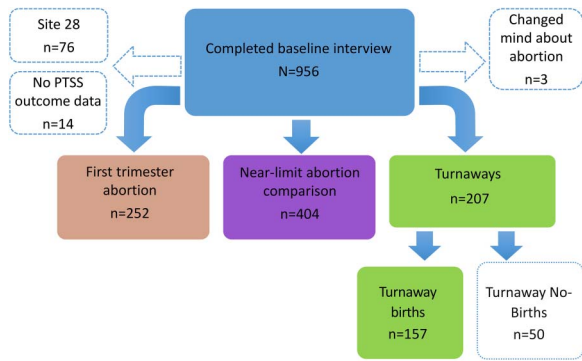 Site 28
n=76
No PTSS
outcome data
n=14
Completed baseline interview
N=956
Changed
mind about
abortion
n=3
First trimester
abortion
n=252
Near-limit abortion
comparison
n=404
Turnaways
n=207
Turnaway
births
n=157
Turnaway No-
Births
n=50